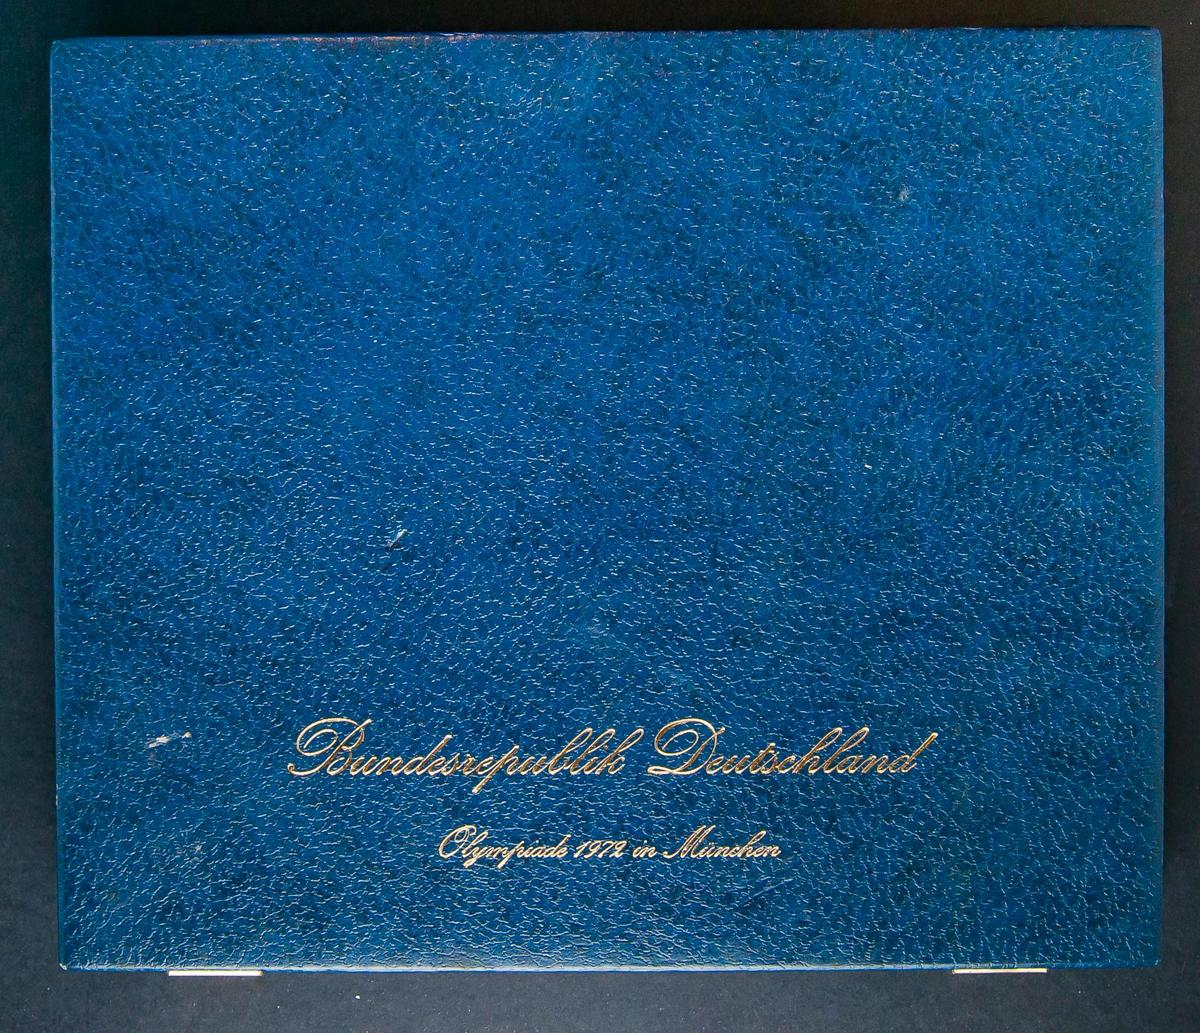 Bundesrepublik Deutschland
Olympiade 1972 in München